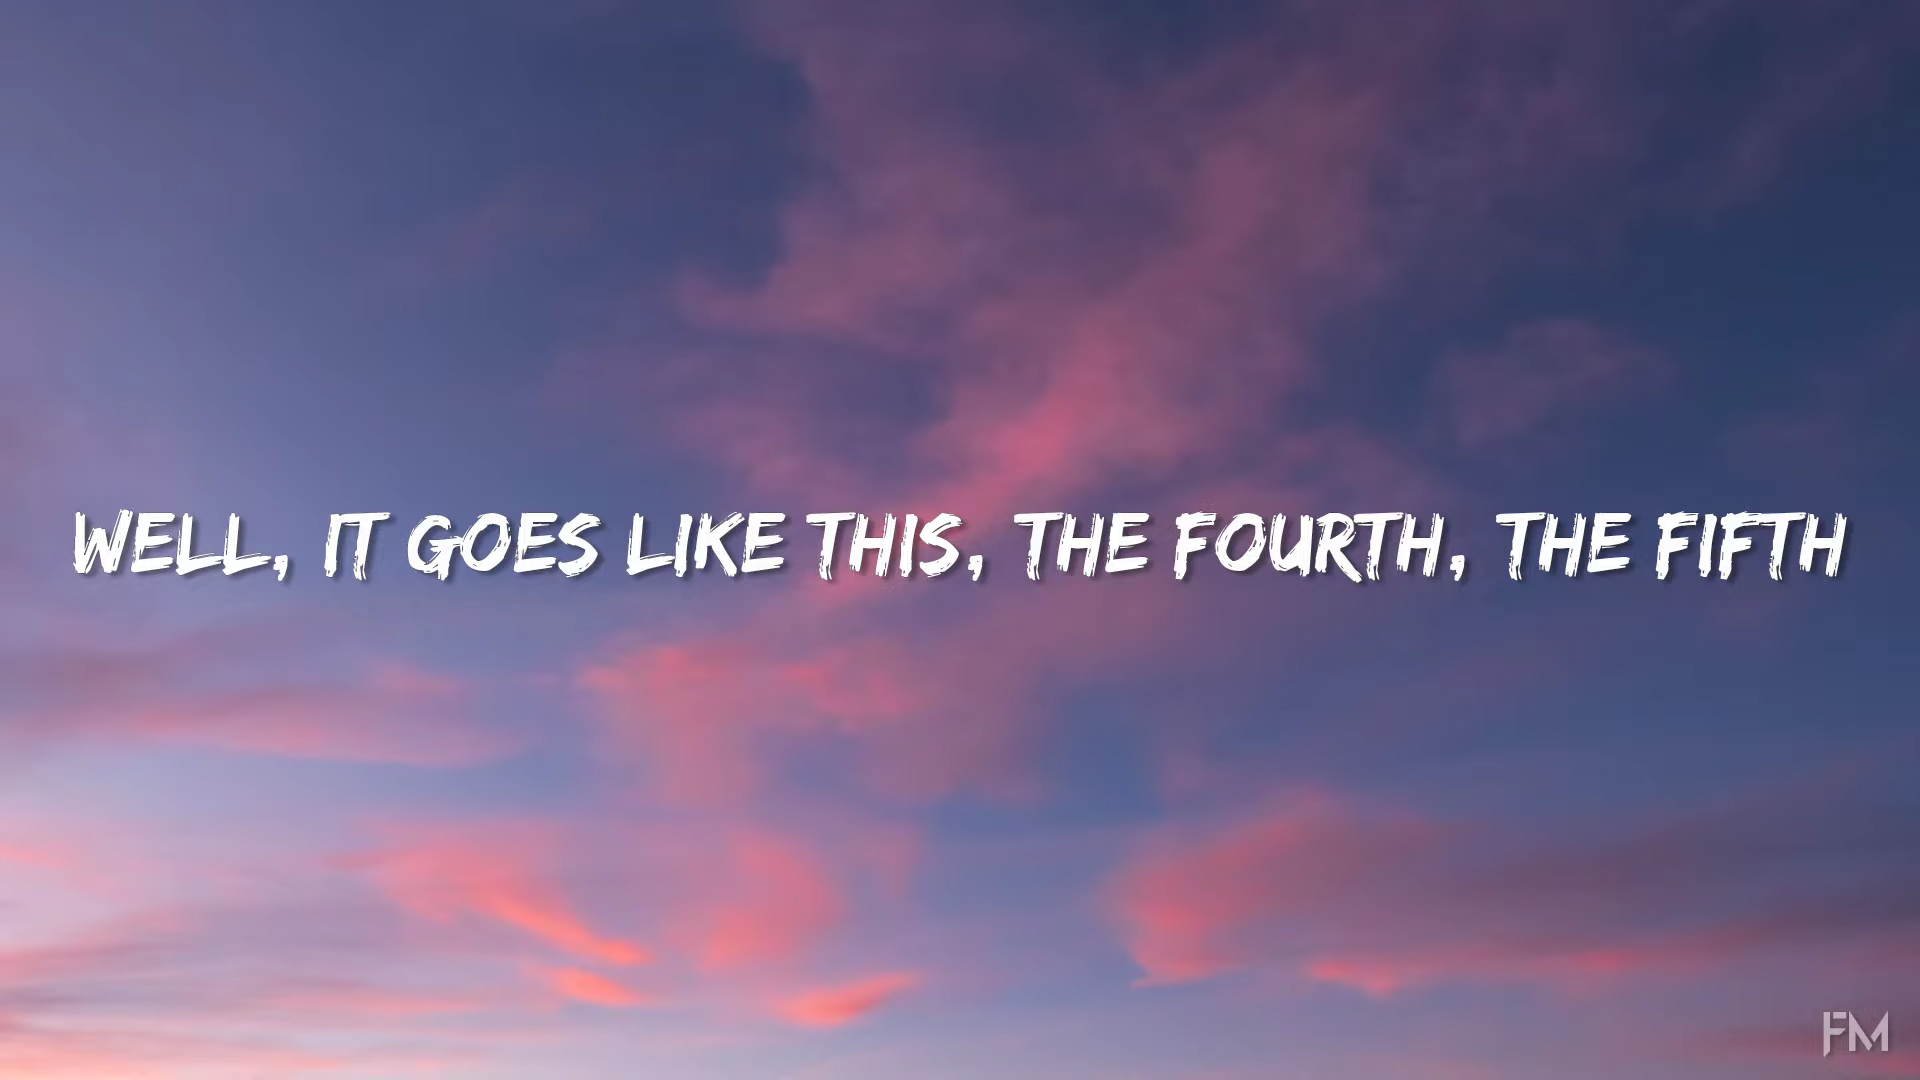 WELL, IT GOES LIKE THIS, THE FOURTH, THE FIFTH
FM